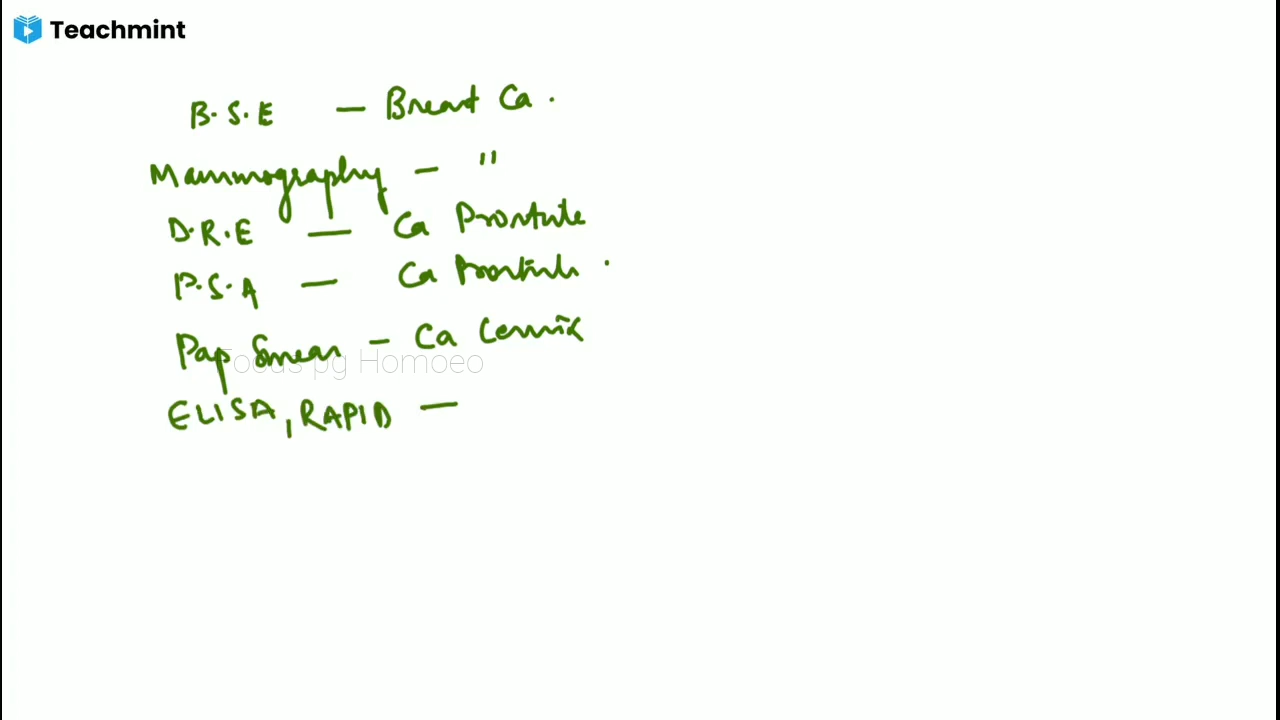 Teachmint
B.S.E — Breast Ca.
Mammography — "
D.R.E — Ca Prostate
P.S.A — Ca Prostate.
Pap Smear — Ca Cervix
Focus pg Homoeo
ELISA, RAPID —